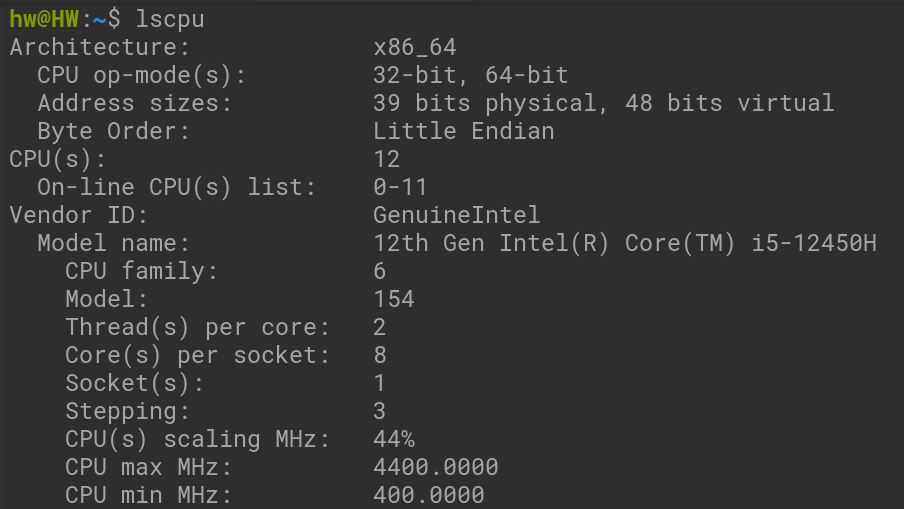 hw@HW:~$ lscpu
Architecture: x86_64
CPU op-mode(s): 32-bit, 64-bit
Address sizes: 39 bits physical, 48 bits virtual
Byte Order: Little Endian
CPU(s): 12
On-line CPU(s) list: 0-11
Vendor ID: GenuineIntel
Model name: 12th Gen Intel(R) Core(TM) i5-12450H
CPU family: 6
Model: 154
Thread(s) per core: 2
Core(s) per socket: 8
Socket(s): 1
Stepping: 3
CPU(s) scaling MHz: 44%
CPU max MHz: 4400.0000
CPU min MHz: 400.0000